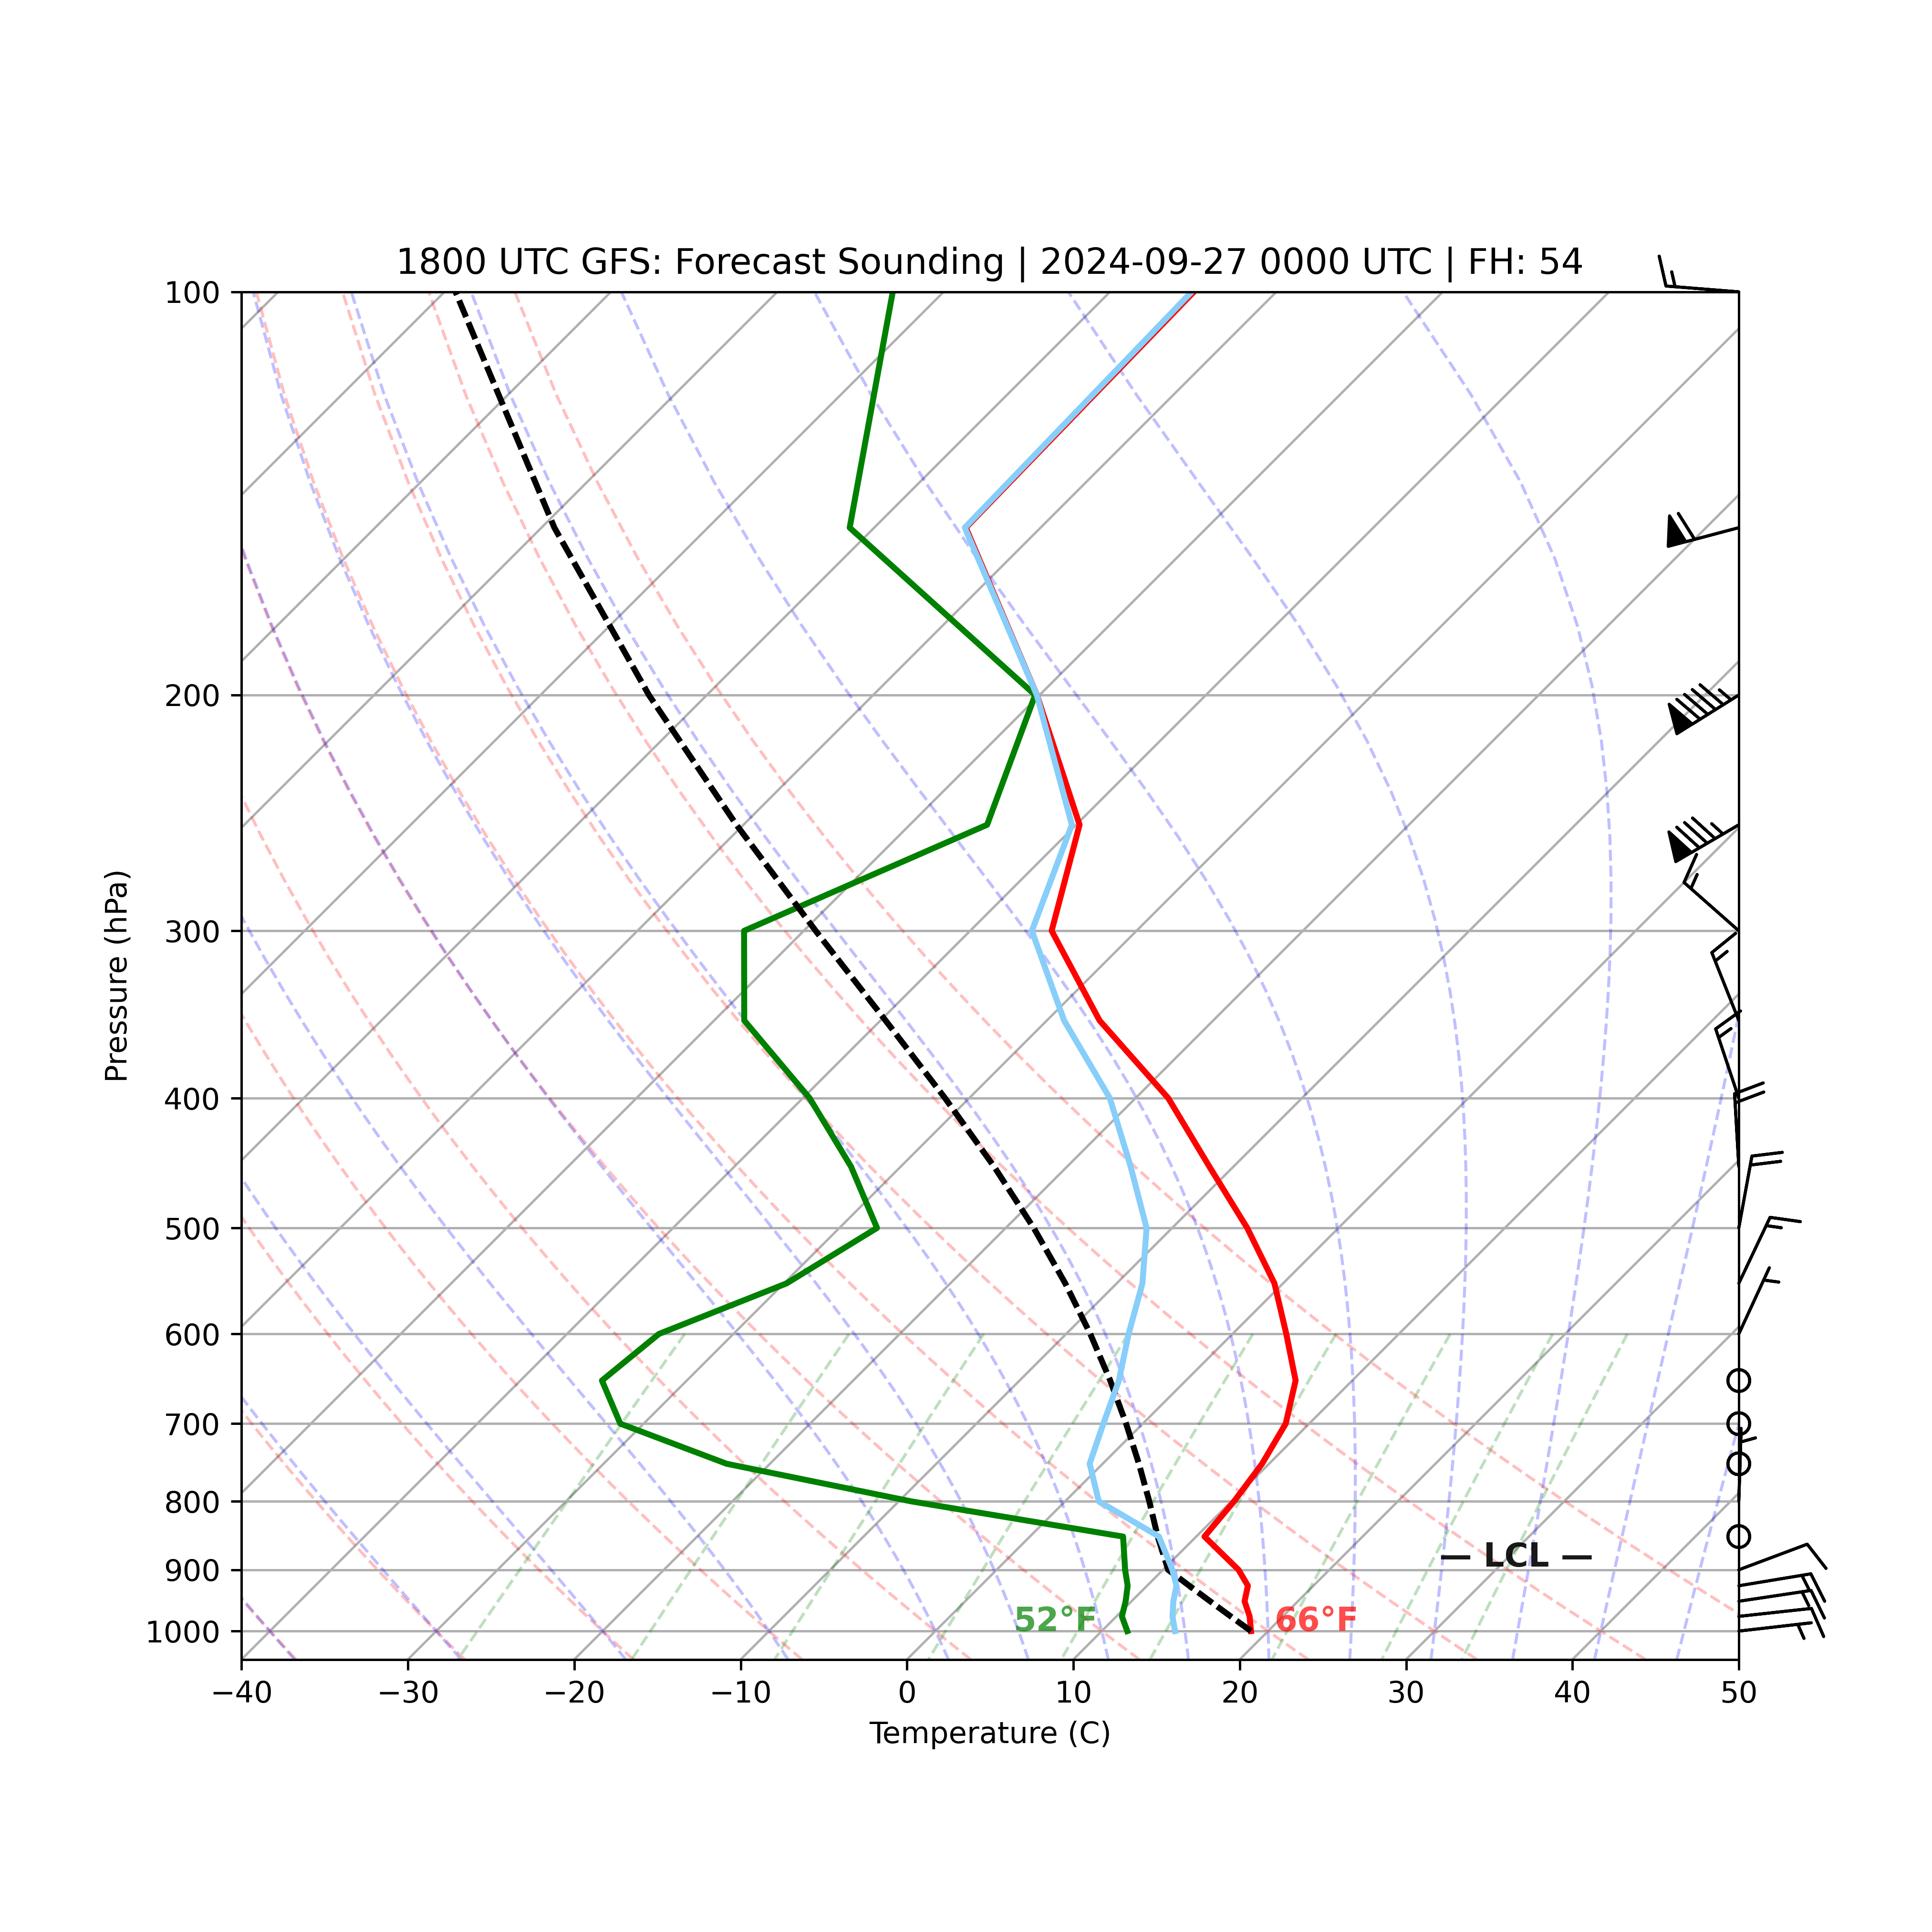 1800 UTC GFS: Forecast Sounding | 2024-09-27 0000 UTC | FH: 54
100
200
300
400
500
600
700
800
900
1000
Pressure (hPa)
— LCL —
52°F
66°F
−40 −30 −20 −10 0 10 20 30 40 50
Temperature (C)